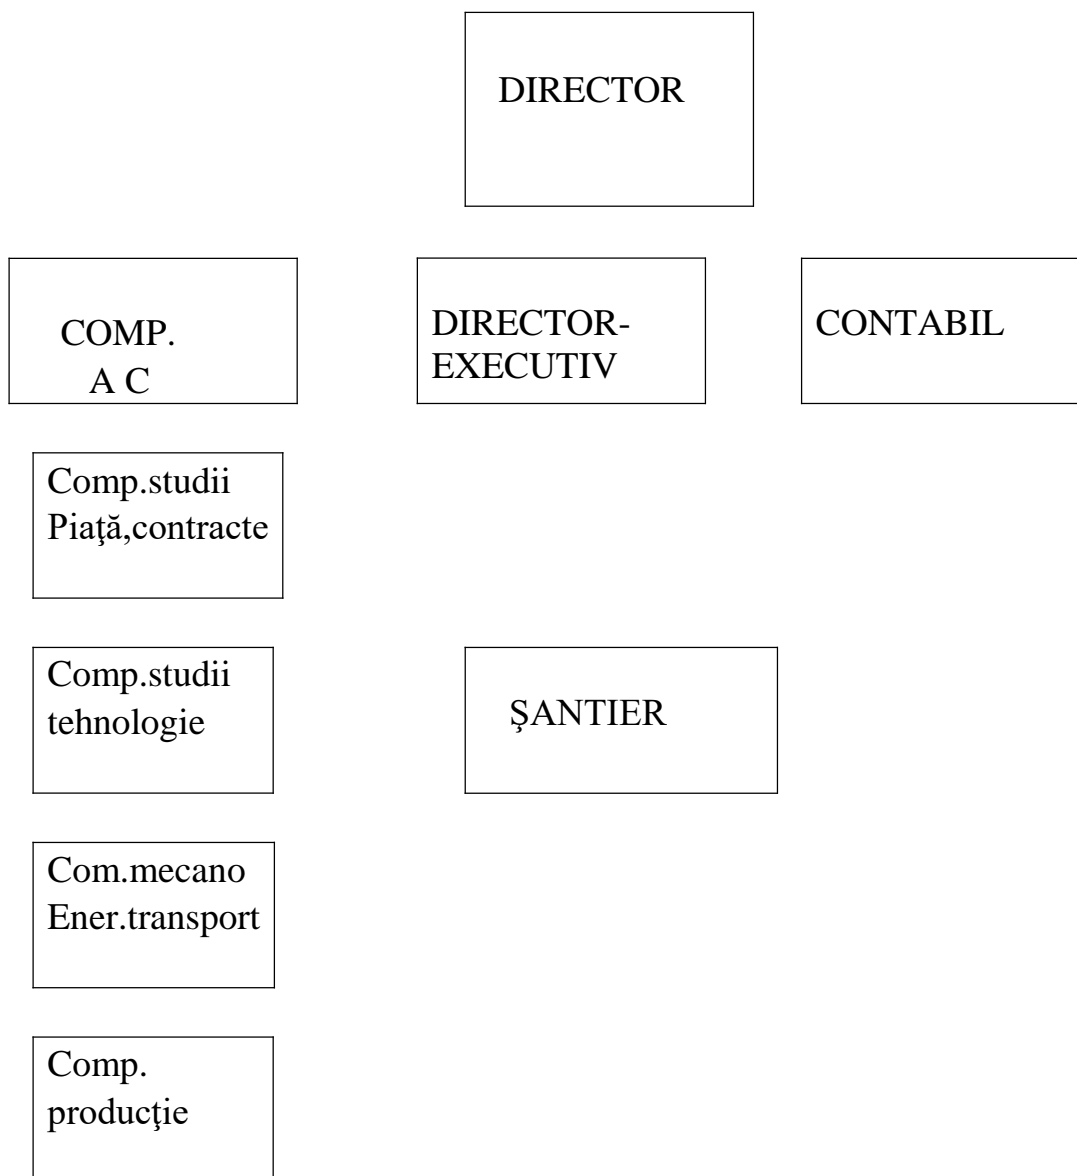 DIRECTOR
COMP.
A C
DIRECTOR-
EXECUTIV
CONTABIL
Comp.studii
Piaţă,contracte
Comp.studii
tehnologie
ŞANTIER
Com.mecano
Ener.transport
Comp.
producţie